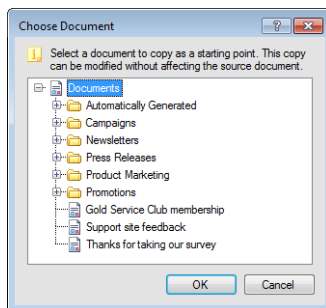 Choose Document
Select a document to copy as a starting point. This copy
can be modified without affecting the source document.
Documents
Automatically Generated
Campaigns
Newsletters
Press Releases
Product Marketing
Promotions
Gold Service Club membership
Support site feedback
Thanks for taking our survey
OK Cancel